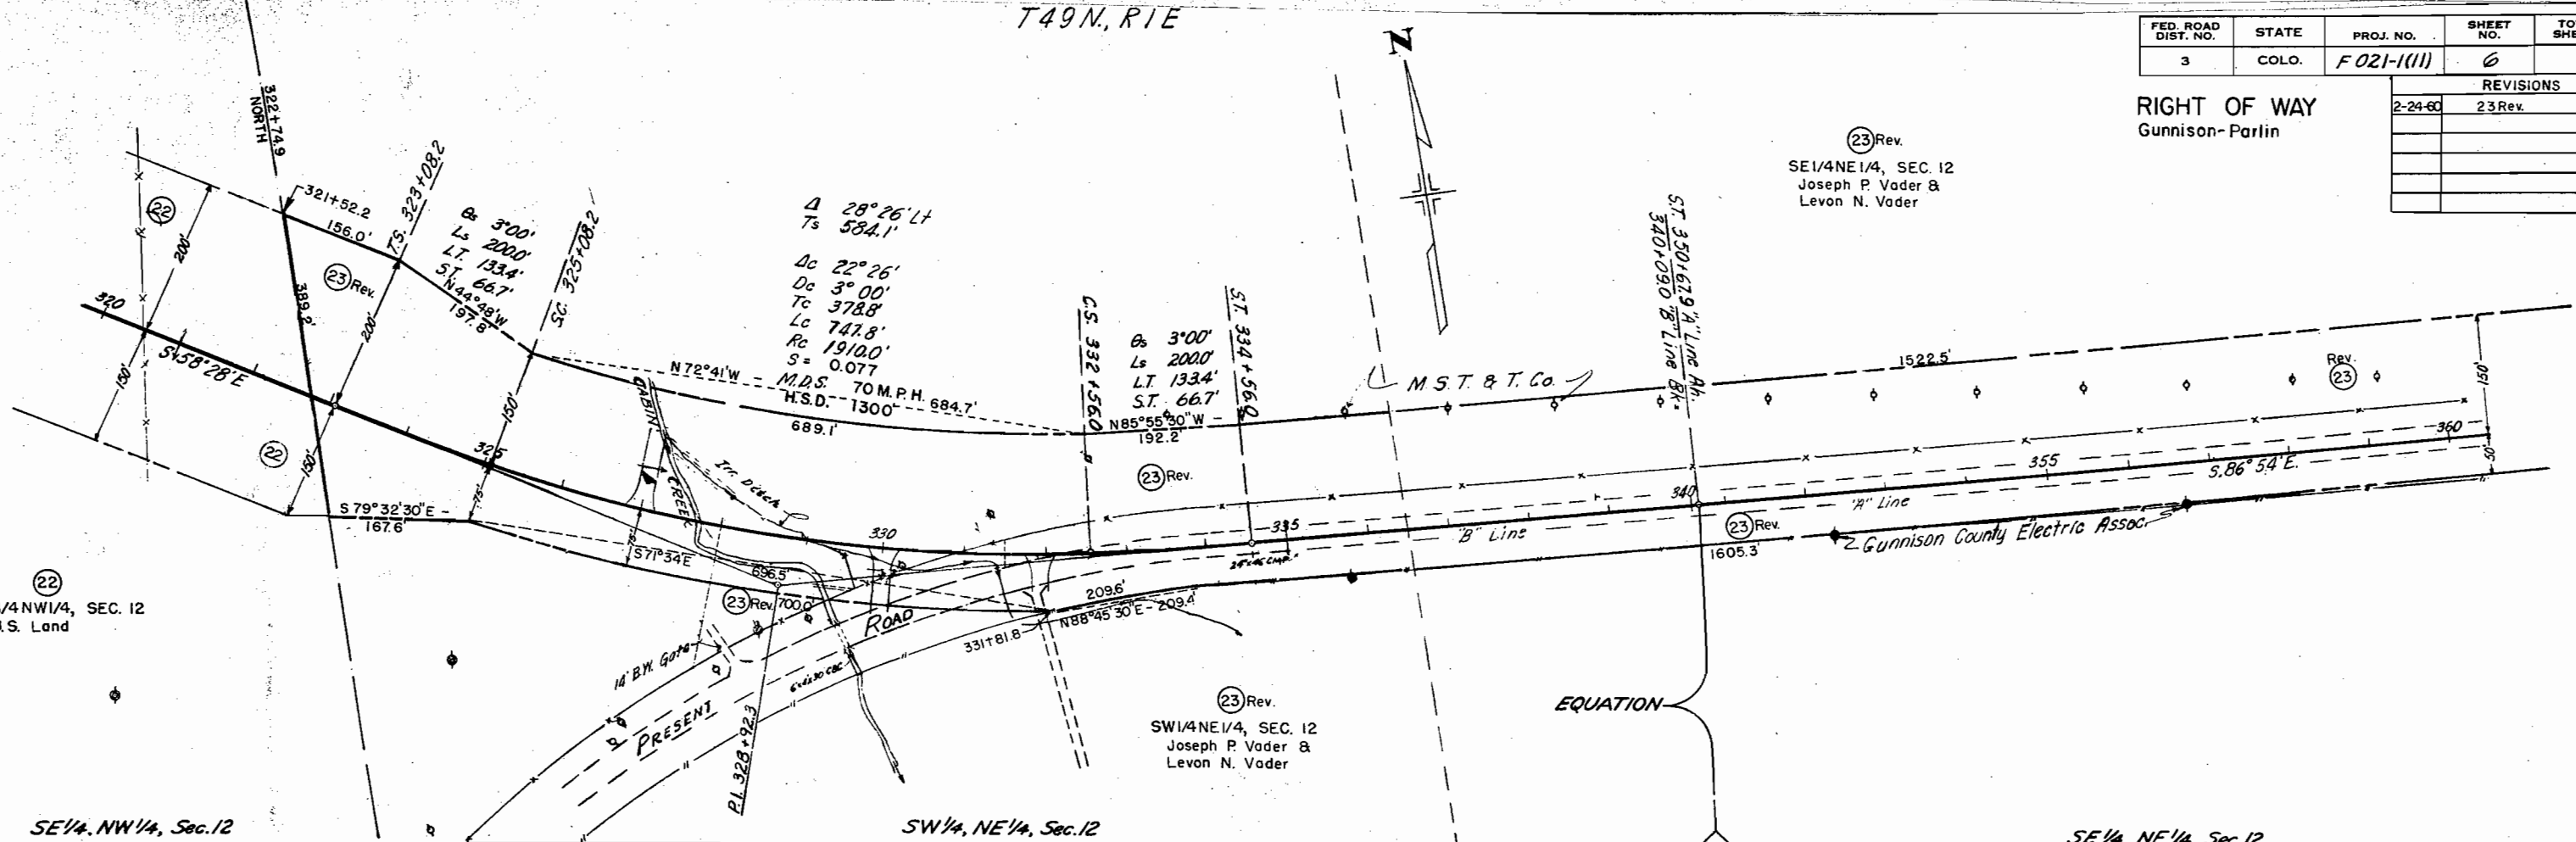 T49N., R1E
FED. ROAD DIST. NO.
STATE
PROJ. NO.
SHEET NO.
3
COLO.
F 021-1(11)
6
REVISIONS
2-24-60
23 Rev.
RIGHT OF WAY
Gunnison-Parlin
23 Rev.
SE1/4NE1/4, SEC. 12
Joseph P. Vader &
Levon N. Vader
N
322+74.9
NORTH
321+52.2
156.0'
T.S. 323+08.2
22
200'
23 Rev.
200'
389.2'
θs 3°00'
Ls 200.0'
L.T. 133.4'
S.T. 66.7'
N44°48'W
197.8'
S.C. 325+08.2
Δ 28°26' Lt
Ts 584.1'
Δc 22°26'
Dc 3°00'
Tc 378.8'
Lc 747.8'
Rc 1910.0'
S = 0.077
M.D.S. 70 M.P.H.
H.S.D. 1300'
N72°41'W
684.7'
689.1'
C.S. 332+56.0
θs 3°00'
Ls 200.0'
L.T. 133.4'
S.T. 66.7'
S.T. 334+56.0
N85°55'30"W
192.2'
M.S.T. & T. Co.
S.T. 350+67.9 "A" Line Ah.
340+09.0 "B" Line Bk=
1522.5'
Rev.
23
150'
50'
320
150'
S.58°28'E
22
150'
150'
75'
325
S79°32'30"E
167.6'
CABIN
CREEK
Irr. Ditch
75'
S71°34'E
696.5'
23 Rev.
700.0'
330
335
23 Rev.
340
355
360
S.86°54'E.
"A" Line
"B" Line
23 Rev.
1605.3'
Gunnison County Electric Assoc.
209.6'
N88°45'30"E - 209.4'
331+81.8
14' B.W. Gate
PRESENT
ROAD
P.I. 328+92.3
22
/4NW1/4, SEC. 12
.S. Land
23 Rev.
SW1/4NE1/4, SEC. 12
Joseph P. Vader &
Levon N. Vader
EQUATION
SE1/4, NW1/4, Sec.12
SW1/4, NE1/4, Sec.12
SE1/4, NE1/4, Sec.12